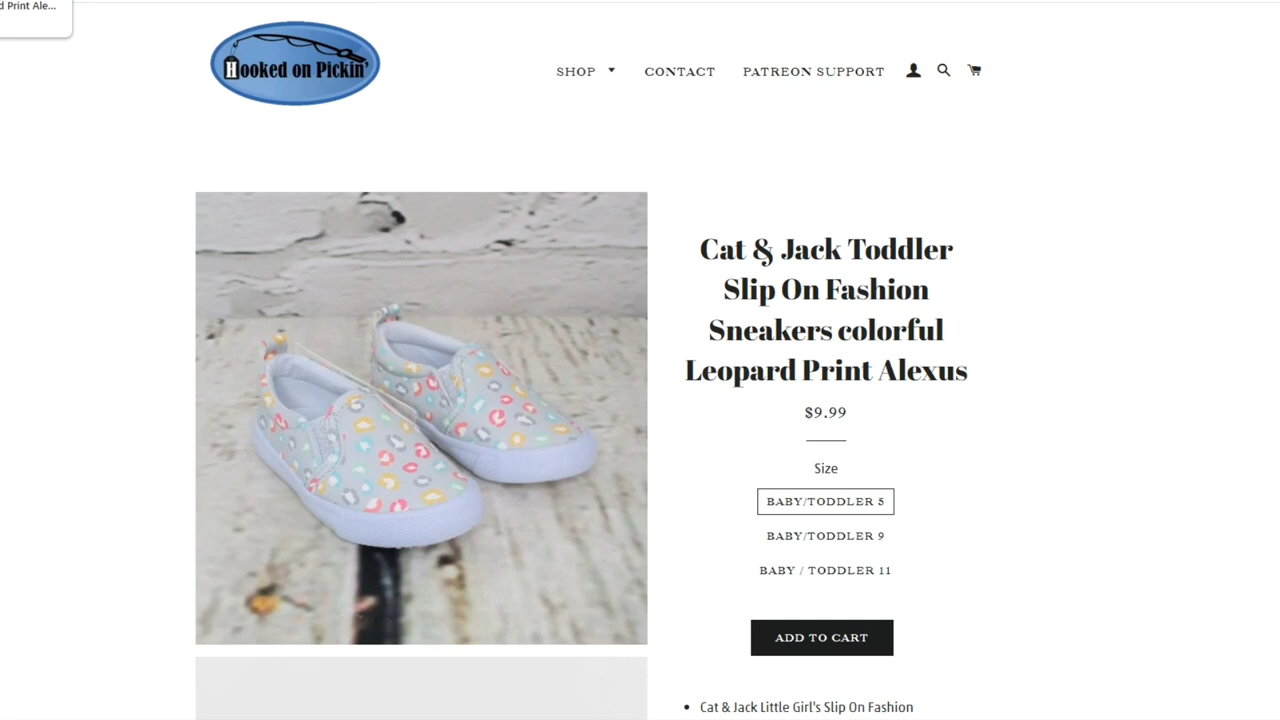 d Print Ale...
Hooked on Pickin'
SHOP
CONTACT
PATREON SUPPORT
Cat & Jack Toddler
Slip On Fashion
Sneakers colorful
Leopard Print Alexus
$9.99
Size
BABY/TODDLER 5
BABY/TODDLER 9
BABY / TODDLER 11
ADD TO CART
• Cat & Jack Little Girl's Slip On Fashion